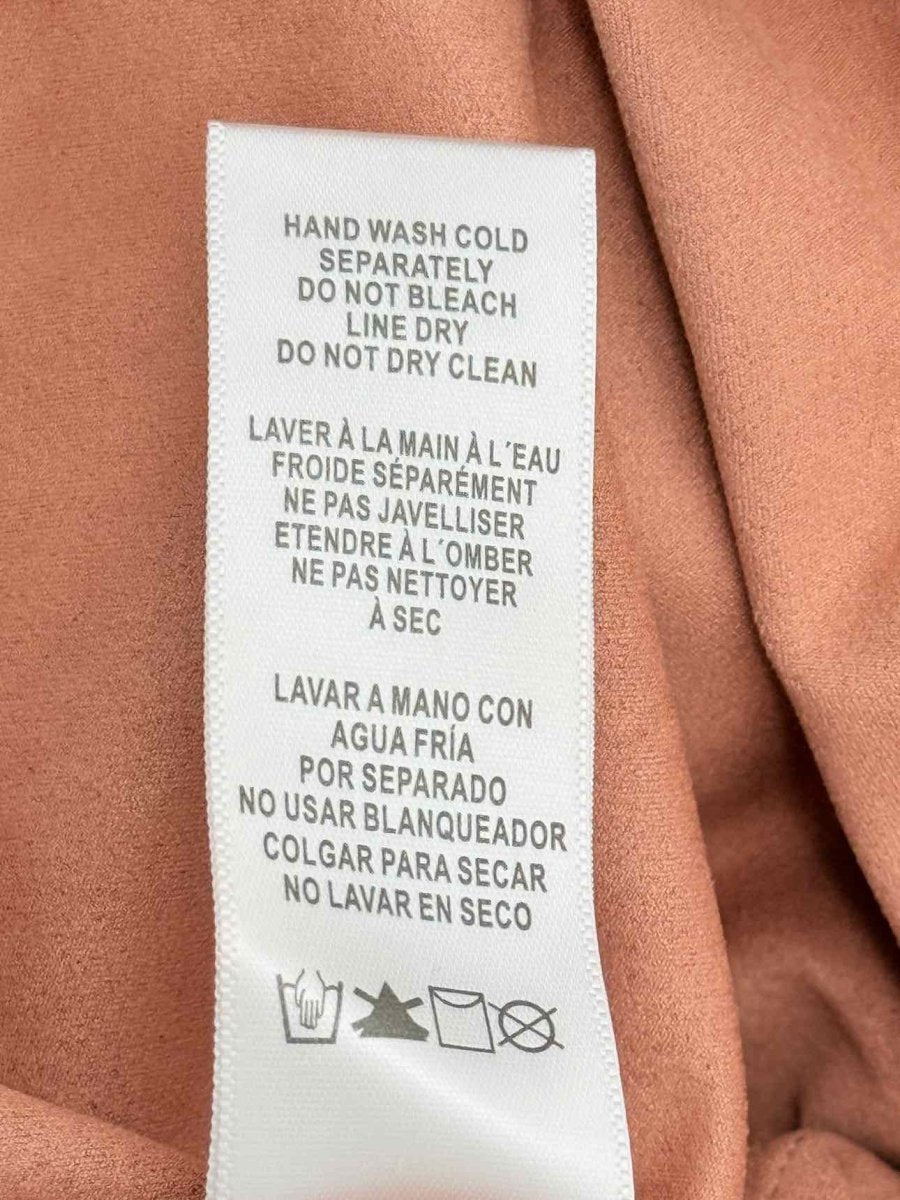 HAND WASH COLD
SEPARATELY
DO NOT BLEACH
LINE DRY
DO NOT DRY CLEAN
LAVER À LA MAIN À L´EAU
FROIDE SÉPARÉMENT
NE PAS JAVELLISER
ETENDRE À L´OMBER
NE PAS NETTOYER
À SEC
LAVAR A MANO CON
AGUA FRÍA
POR SEPARADO
NO USAR BLANQUEADOR
COLGAR PARA SECAR
NO LAVAR EN SECO